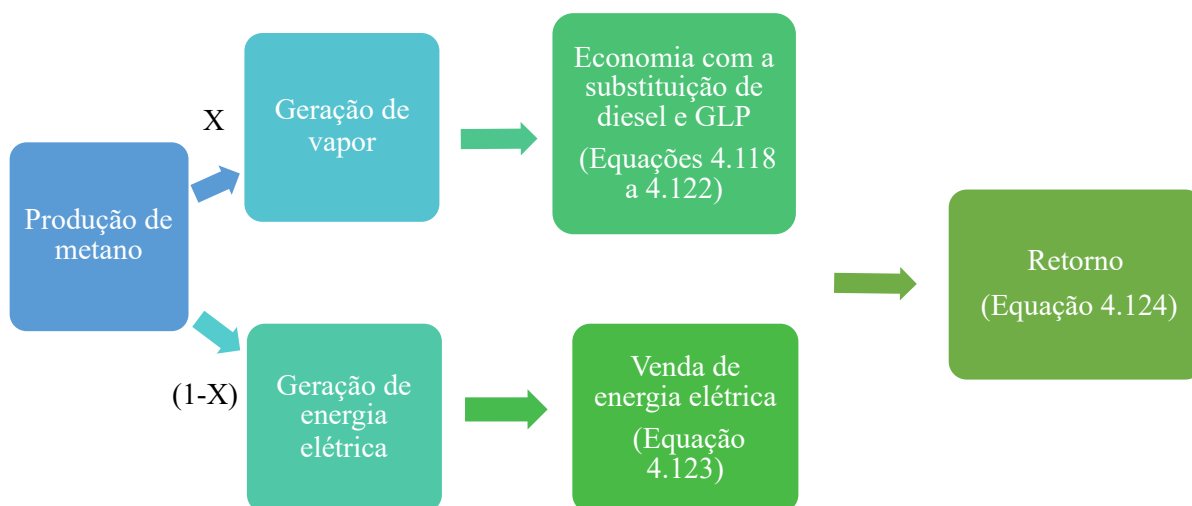 Produção de
metano
X
Geração de
vapor
Economia com a
substituição de
diesel e GLP
(Equações 4.118
a 4.122)
(1-X)
Geração de
energia
elétrica
Venda de
energia elétrica
(Equação
4.123)
Retorno
(Equação 4.124)